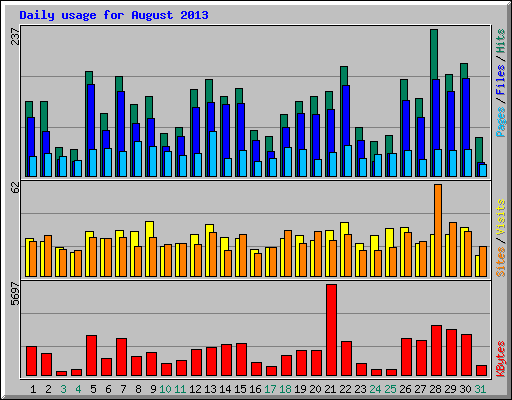 Daily usage for August 2013
237
Pages / Files / Hits
62
Sites / Visits
5697
KBytes
1 2 3 4 5 6 7 8 9 10 11 12 13 14 15 16 17 18 19 20 21 22 23 24 25 26 27 28 29 30 31